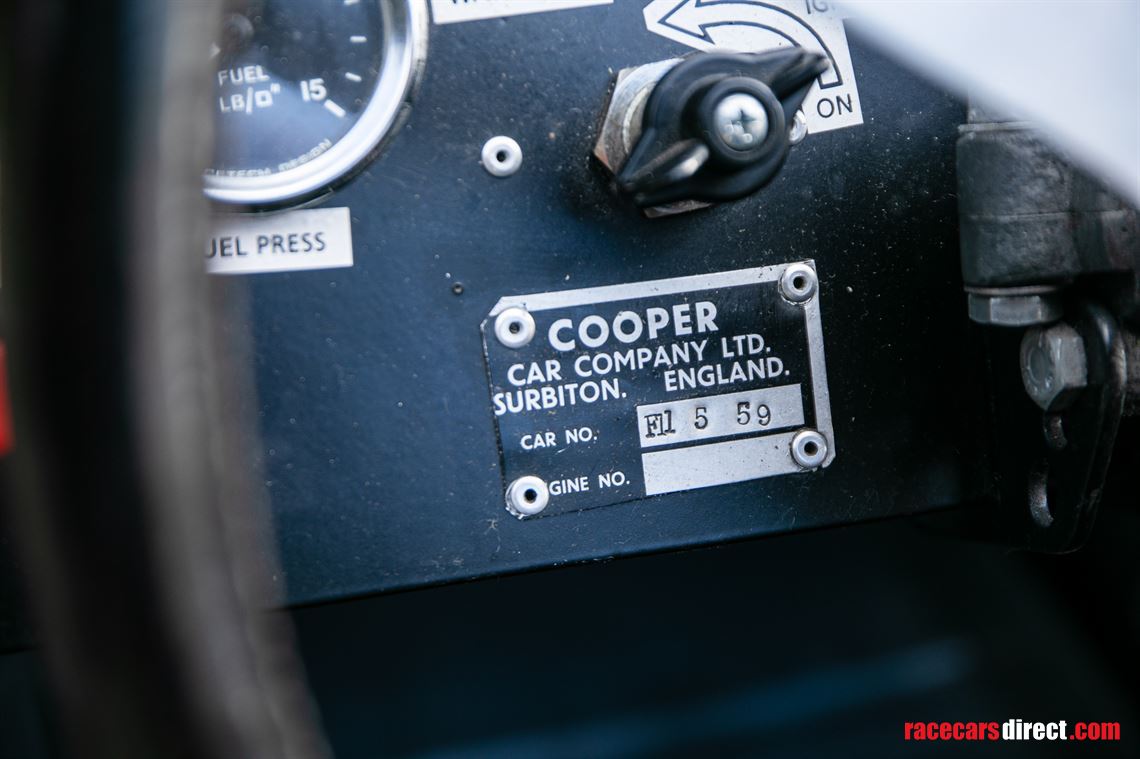 FUEL
LB/□"
15
ON
UEL PRESS
COOPER
CAR COMPANY LTD.
SURBITON. ENGLAND.
CAR NO. F11 5 59
GINE NO.
racecarsdirect.com